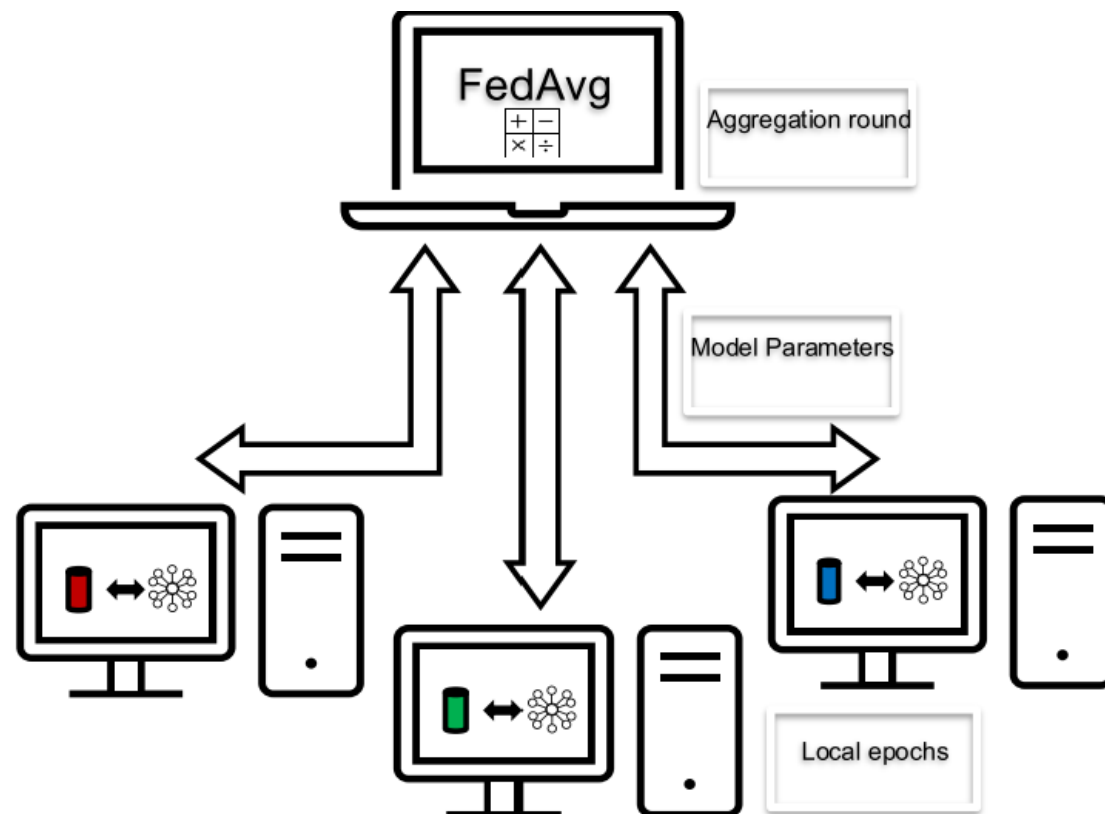 FedAvg
+ −
× ÷
Aggregation round
Model Parameters
Local epochs